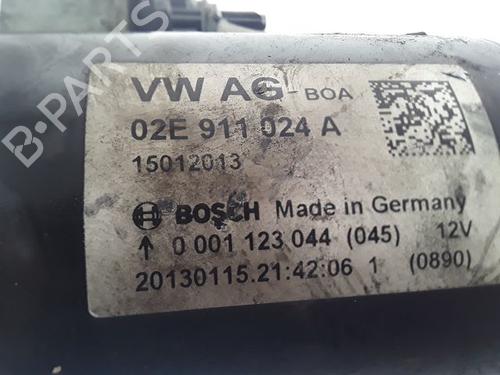 B-PARTS
VW AG - BOA
02E 911 024 A
15012013
BOSCH Made in Germany
↑ 0 001 123 044 (045) 12V
20130115.21:42:06 1 (0890)